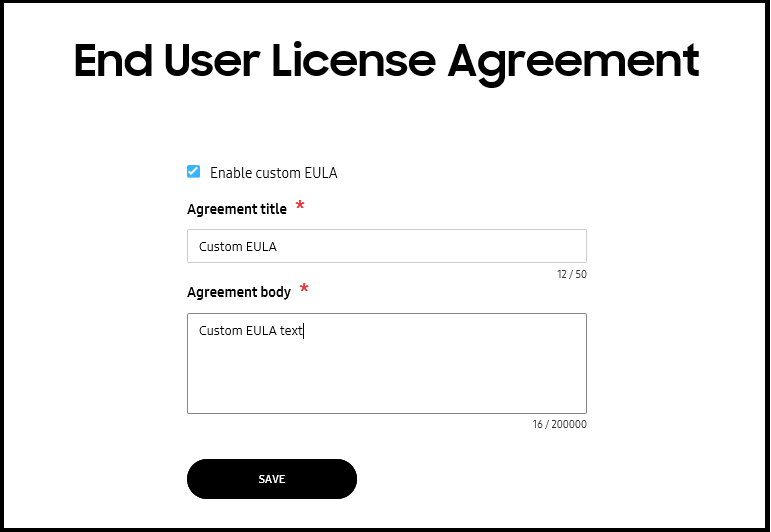 End User License Agreement
Enable custom EULA
Agreement title *
Custom EULA
12 / 50
Agreement body *
Custom EULA text
16 / 200000
SAVE